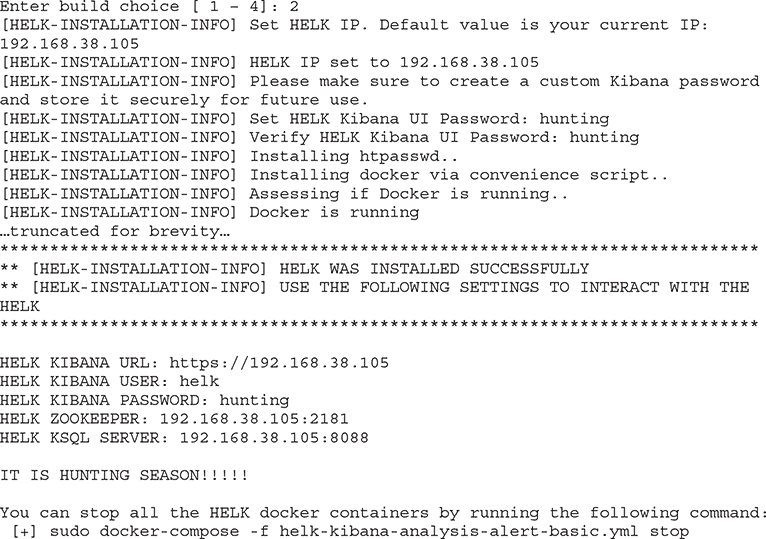 Enter build choice [ 1 – 4]: 2
[HELK-INSTALLATION-INFO] Set HELK IP. Default value is your current IP:
192.168.38.105
[HELK-INSTALLATION-INFO] HELK IP set to 192.168.38.105
[HELK-INSTALLATION-INFO] Please make sure to create a custom Kibana password
and store it securely for future use.
[HELK-INSTALLATION-INFO] Set HELK Kibana UI Password: hunting
[HELK-INSTALLATION-INFO] Verify HELK Kibana UI Password: hunting
[HELK-INSTALLATION-INFO] Installing htpasswd..
[HELK-INSTALLATION-INFO] Installing docker via convenience script..
[HELK-INSTALLATION-INFO] Assessing if Docker is running..
[HELK-INSTALLATION-INFO] Docker is running
…truncated for brevity…
****************************************************************************
** [HELK-INSTALLATION-INFO] HELK WAS INSTALLED SUCCESSFULLY
** [HELK-INSTALLATION-INFO] USE THE FOLLOWING SETTINGS TO INTERACT WITH THE
HELK
****************************************************************************
HELK KIBANA URL: https://192.168.38.105
HELK KIBANA USER: helk
HELK KIBANA PASSWORD: hunting
HELK ZOOKEEPER: 192.168.38.105:2181
HELK KSQL SERVER: 192.168.38.105:8088
IT IS HUNTING SEASON!!!!!
You can stop all the HELK docker containers by running the following command:
[+] sudo docker-compose -f helk-kibana-analysis-alert-basic.yml stop